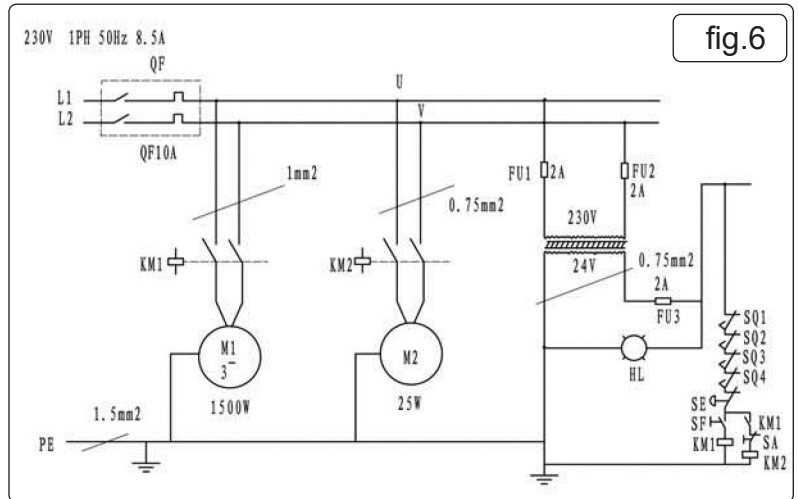 fig.6
230V 1PH 50Hz 8.5A
QF
L1
L2
QF10A
U
V
1mm2
0.75mm2
FU1
2A
FU2
2A
230V
24V
0.75mm2
2A
FU3
KM1
KM2
M1
3~
1500W
M2
25W
HL
SQ1
SQ2
SQ3
SQ4
SE
SF
KM1
SA
KM1
KM2
1.5mm2
PE